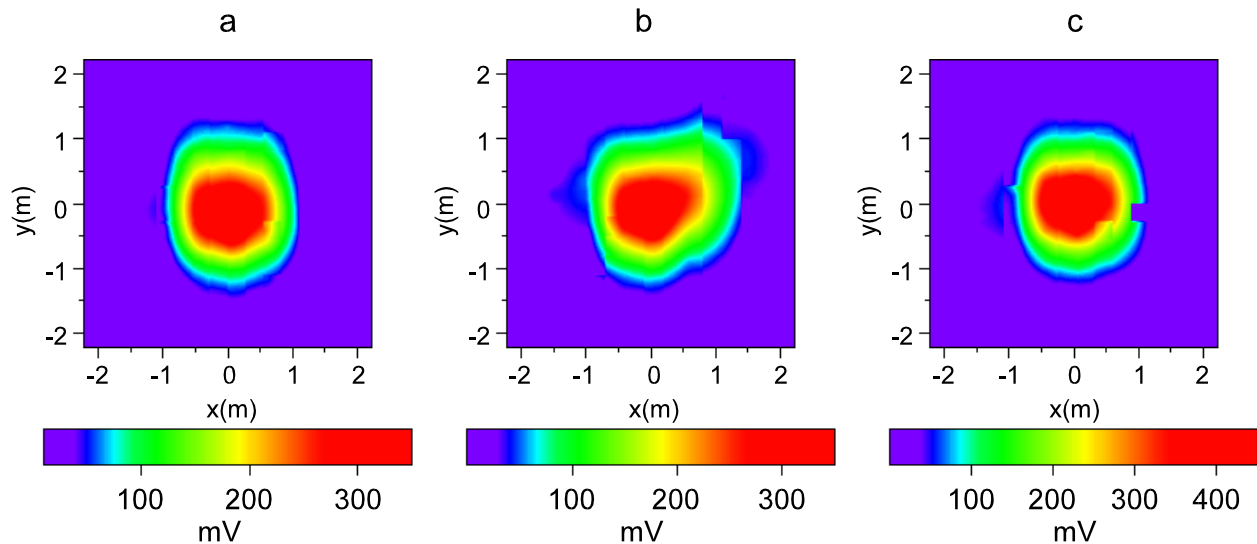 a b c
2 2 2
1 1 1
y(m) 0 y(m) 0 y(m) 0
-1 -1 -1
-2 -2 -2
-2 -1 0 1 2 -2 -1 0 1 2 -2 -1 0 1 2
x(m) x(m) x(m)
100 200 300 100 200 300 100 200 300 400
mV mV mV